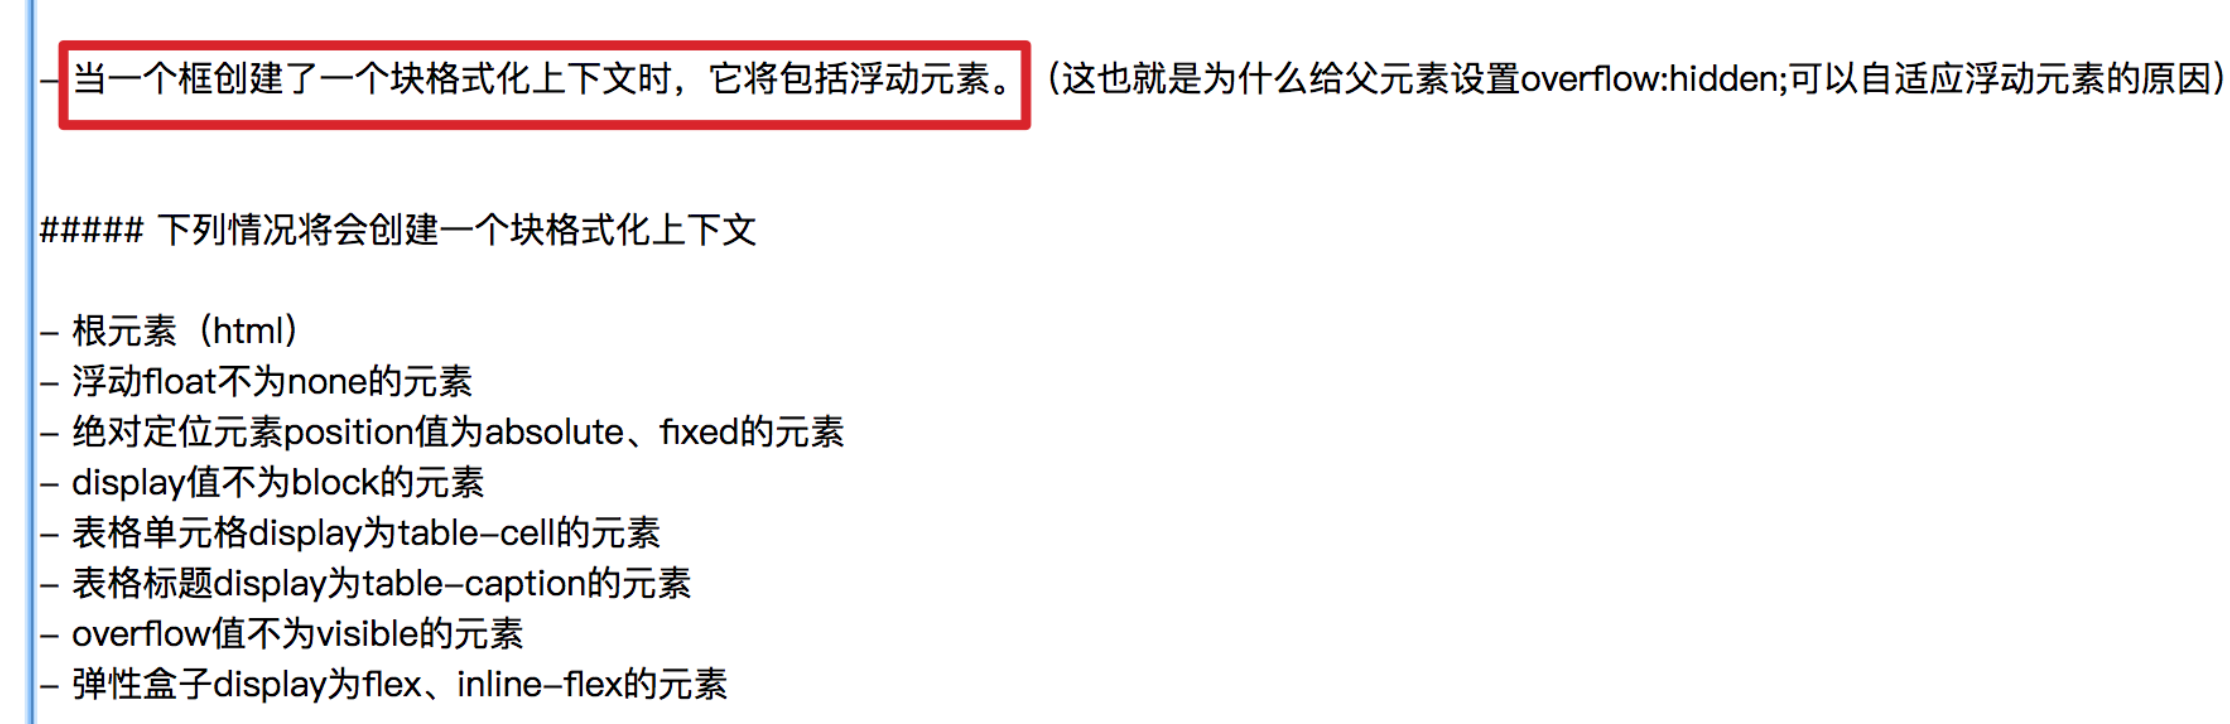 - 当一个框创建了一个块格式化上下文时，它将包括浮动元素。（这也就是为什么给父元素设置overflow:hidden;可以自适应浮动元素的原因）
##### 下列情况将会创建一个块格式化上下文
- 根元素（html）
- 浮动float不为none的元素
- 绝对定位元素position值为absolute、fixed的元素
- display值不为block的元素
- 表格单元格display为table-cell的元素
- 表格标题display为table-caption的元素
- overflow值不为visible的元素
- 弹性盒子display为flex、inline-flex的元素